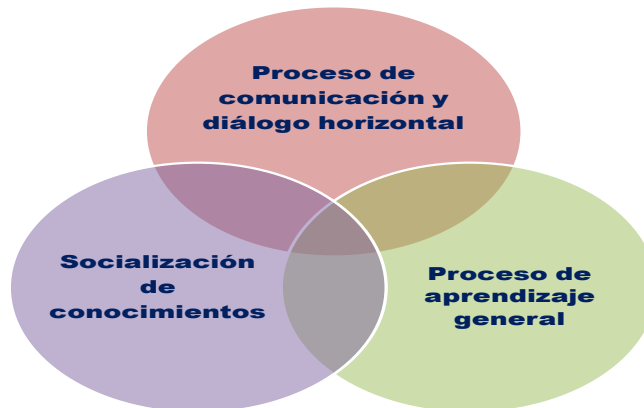 Proceso de
comunicación y
diálogo horizontal
Socialización
de
conocimientos
Proceso de
aprendizaje
general